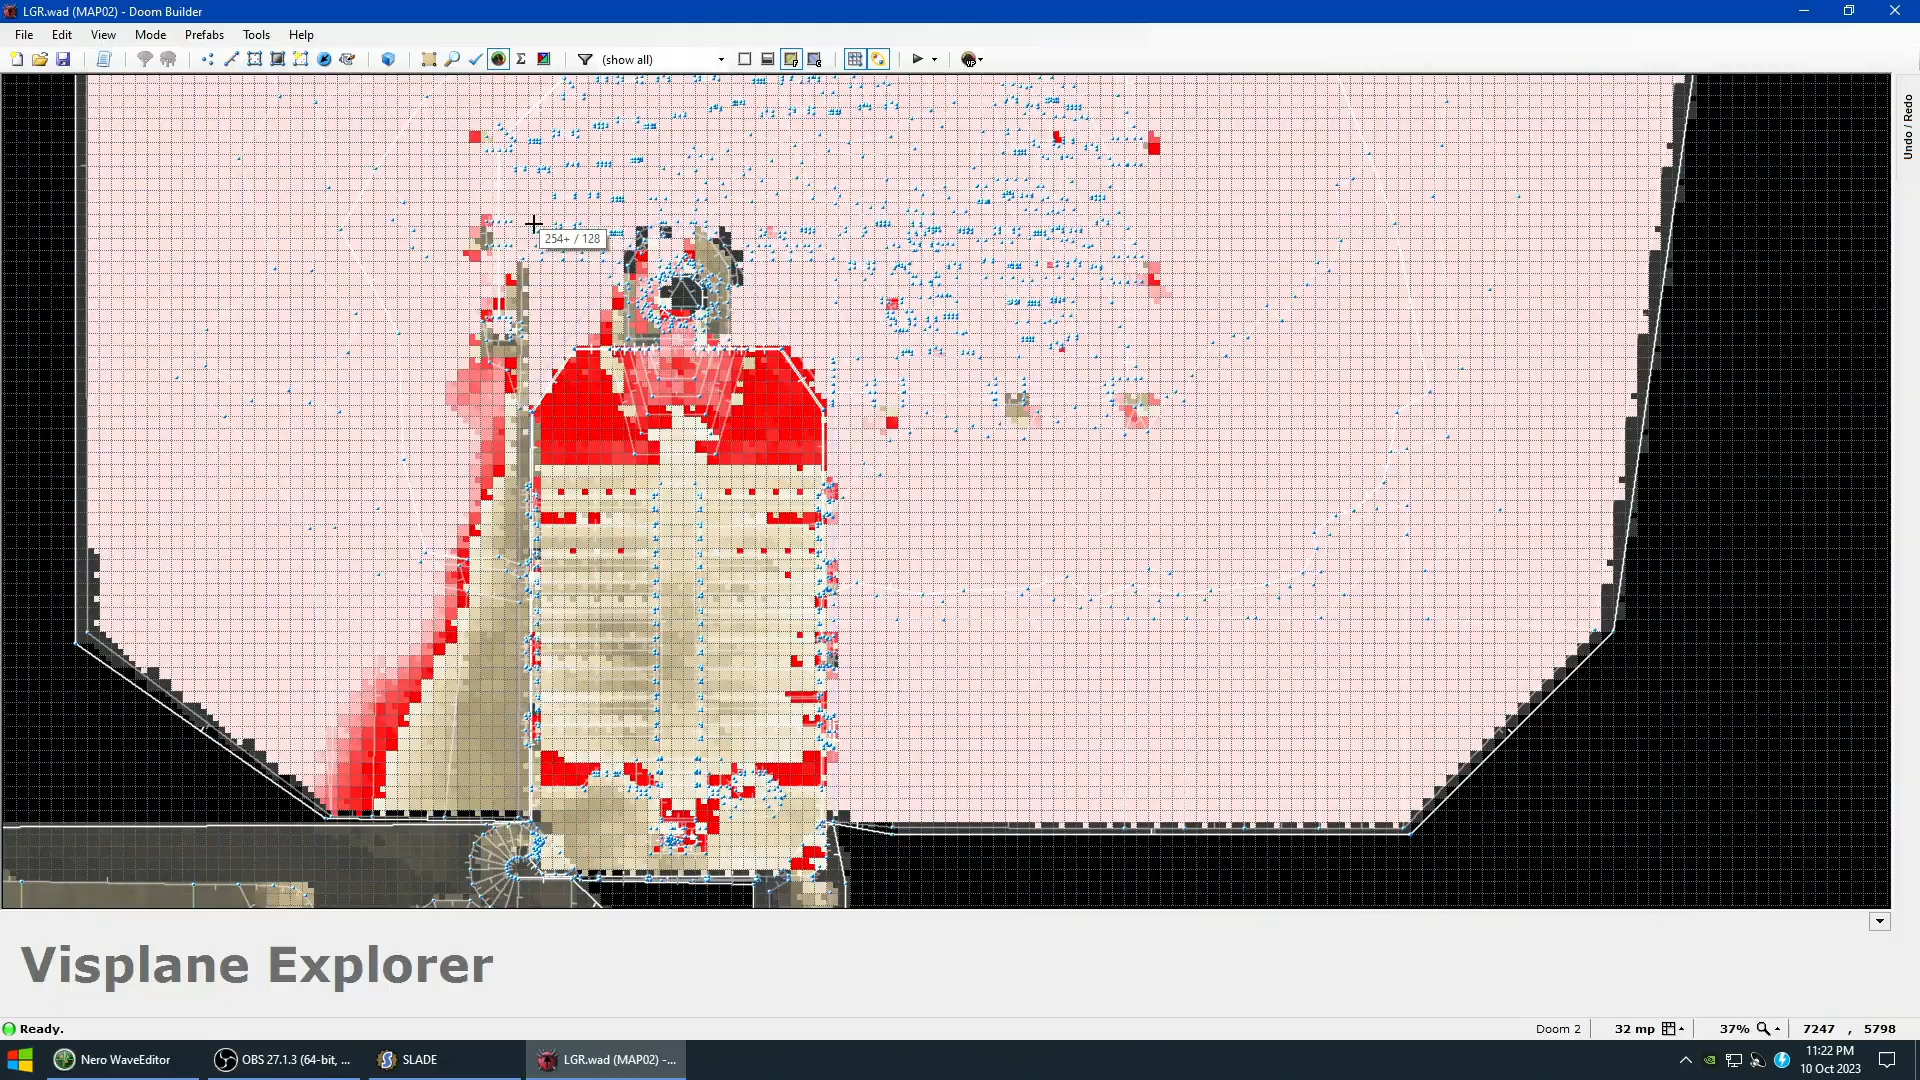 LGR.wad (MAP02) - Doom Builder
File Edit View Mode Prefabs Tools Help
(show all)
Undo / Redo
254+ / 128
Visplane Explorer
Ready.
Doom 2 32 mp 37% 7247 , 5798
Nero WaveEditor OBS 27.1.3 (64-bit, ... SLADE LGR.wad (MAP02) -...
11:22 PM
10 Oct 2023